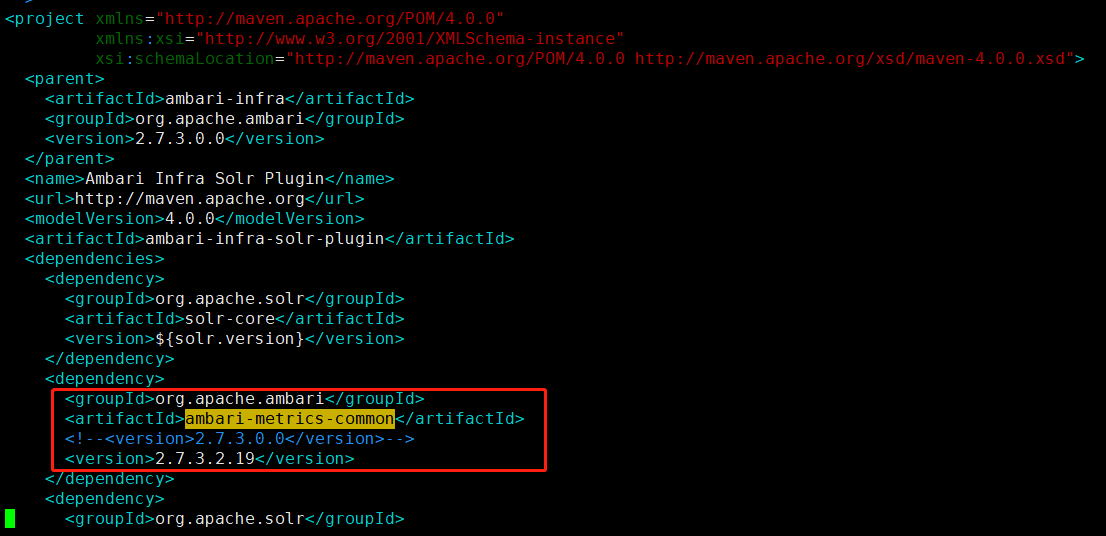 >
<project xmlns="http://maven.apache.org/POM/4.0.0"
         xmlns:xsi="http://www.w3.org/2001/XMLSchema-instance"
         xsi:schemaLocation="http://maven.apache.org/POM/4.0.0 http://maven.apache.org/xsd/maven-4.0.0.xsd">
  <parent>
    <artifactId>ambari-infra</artifactId>
    <groupId>org.apache.ambari</groupId>
    <version>2.7.3.0.0</version>
  </parent>
  <name>Ambari Infra Solr Plugin</name>
  <url>http://maven.apache.org</url>
  <modelVersion>4.0.0</modelVersion>
  <artifactId>ambari-infra-solr-plugin</artifactId>
  <dependencies>
    <dependency>
      <groupId>org.apache.solr</groupId>
      <artifactId>solr-core</artifactId>
      <version>${solr.version}</version>
    </dependency>
    <dependency>
      <groupId>org.apache.ambari</groupId>
      <artifactId>ambari-metrics-common</artifactId>
      <!--<version>2.7.3.0.0</version>-->
      <version>2.7.3.2.19</version>
    </dependency>
    <dependency>
      <groupId>org.apache.solr</groupId>